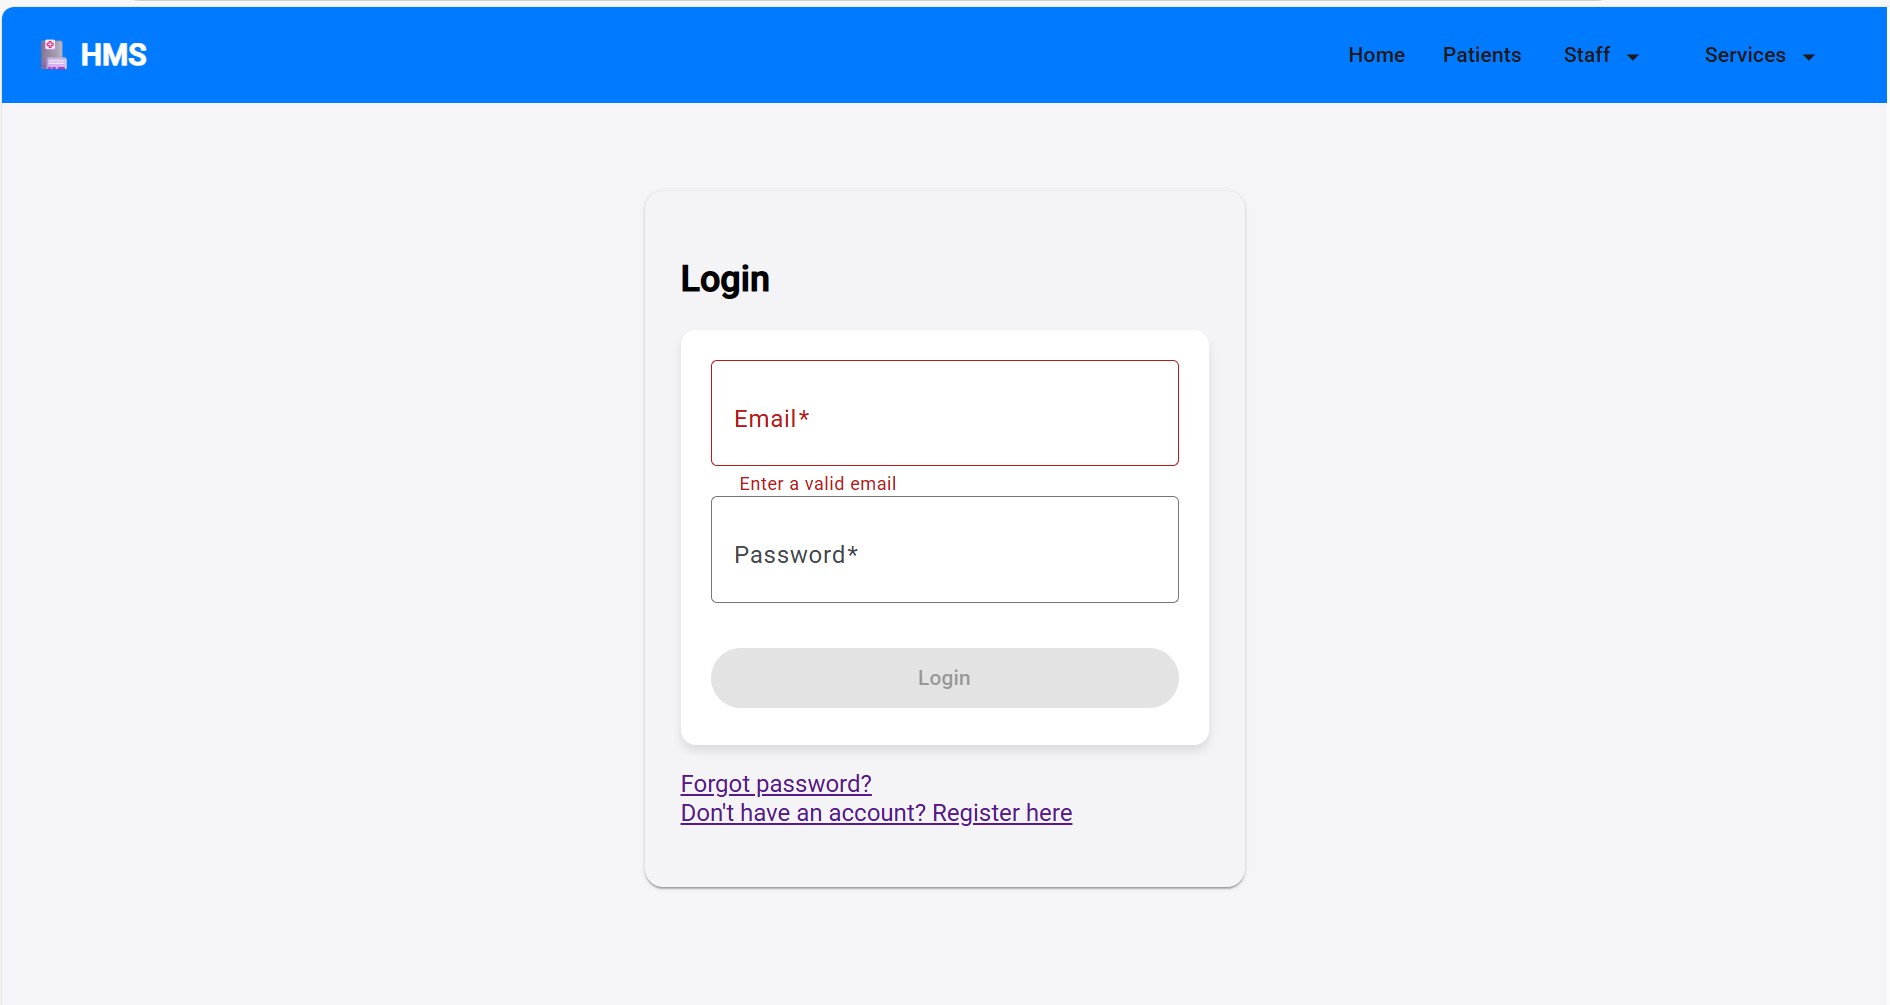 HMS Home Patients Staff Services
Login
Email*
Enter a valid email
Password*
Login
Forgot password?
Don't have an account? Register here